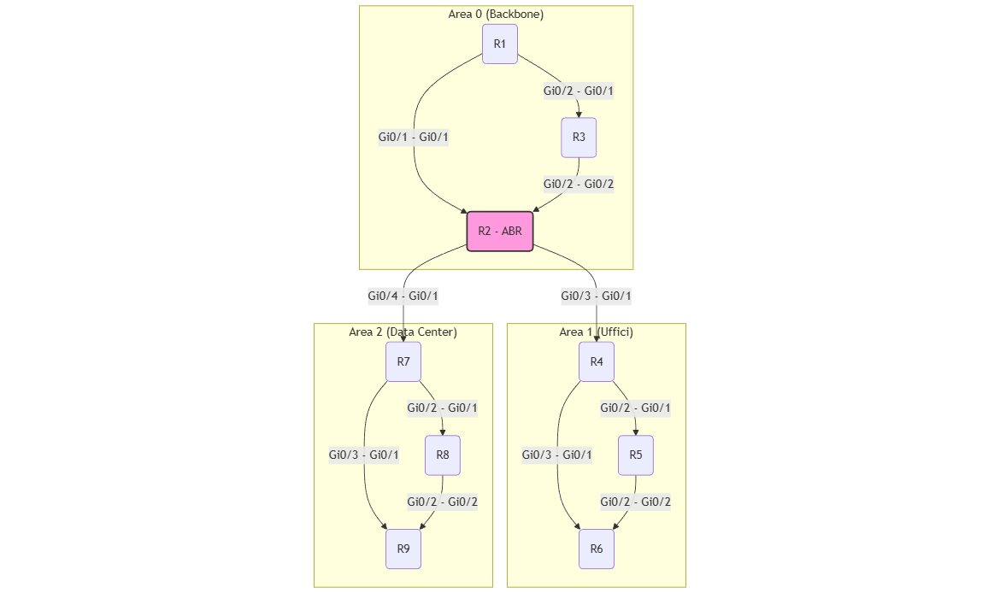 Area 0 (Backbone)
R1
Gi0/2 - Gi0/1
Gi0/1 - Gi0/1
R3
Gi0/2 - Gi0/2
R2 - ABR
Gi0/4 - Gi0/1
Gi0/3 - Gi0/1
Area 2 (Data Center)
R7
Gi0/2 - Gi0/1
Gi0/3 - Gi0/1
R8
Gi0/2 - Gi0/2
R9
Area 1 (Uffici)
R4
Gi0/2 - Gi0/1
Gi0/3 - Gi0/1
R5
Gi0/2 - Gi0/2
R6